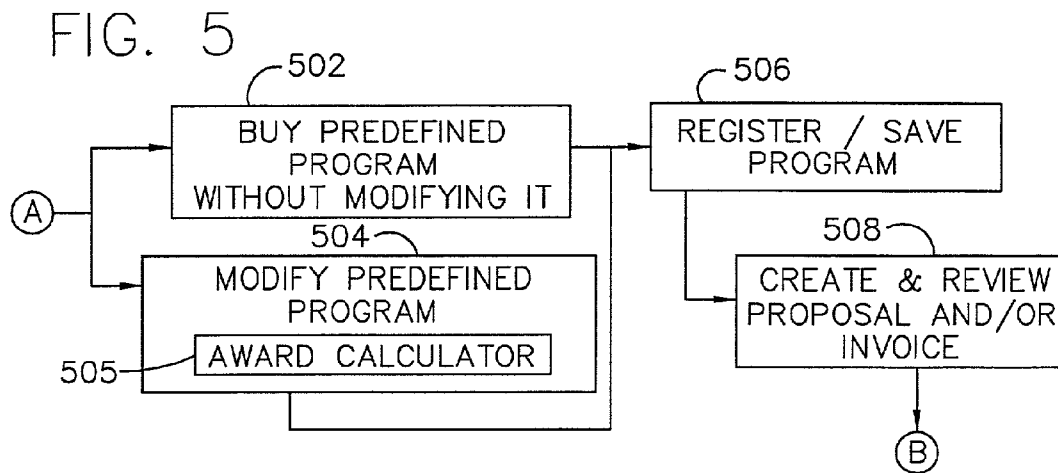 FIG. 5
502
BUY PREDEFINED
PROGRAM
WITHOUT MODIFYING IT
506
REGISTER / SAVE
PROGRAM
A
504
MODIFY PREDEFINED
PROGRAM
505
AWARD CALCULATOR
508
CREATE & REVIEW
PROPOSAL AND/OR
INVOICE
B